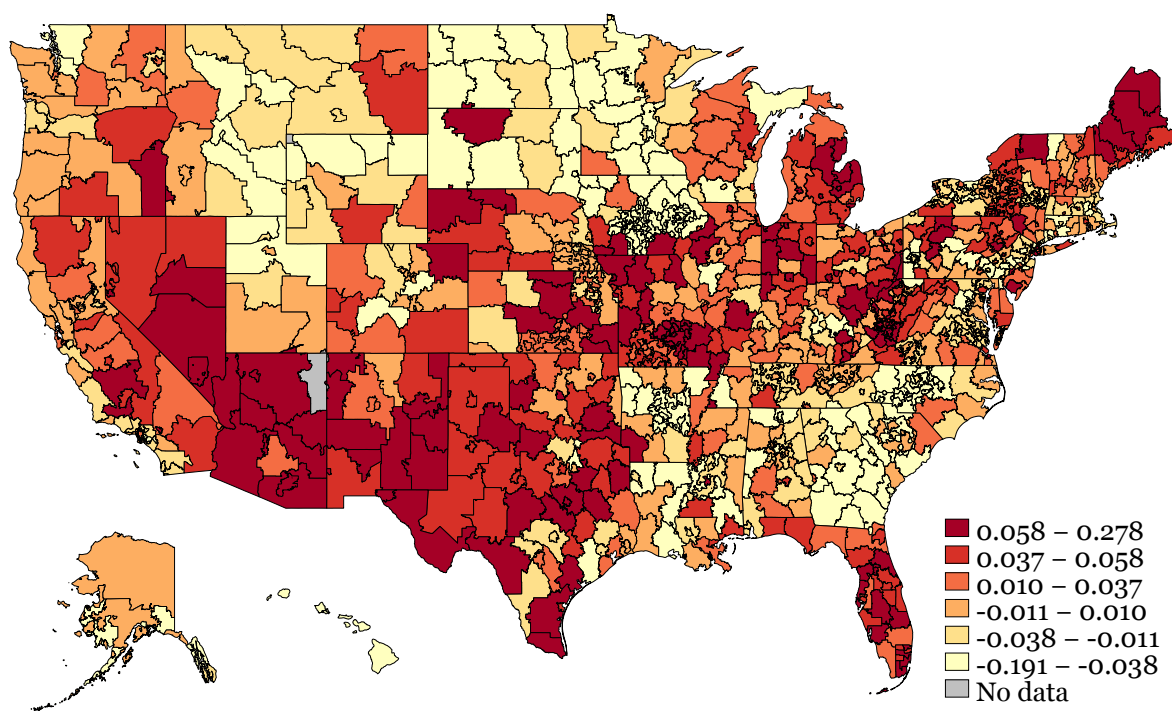 0.058 – 0.278
0.037 – 0.058
0.010 – 0.037
-0.011 – 0.010
-0.038 – -0.011
-0.191 – -0.038
No data